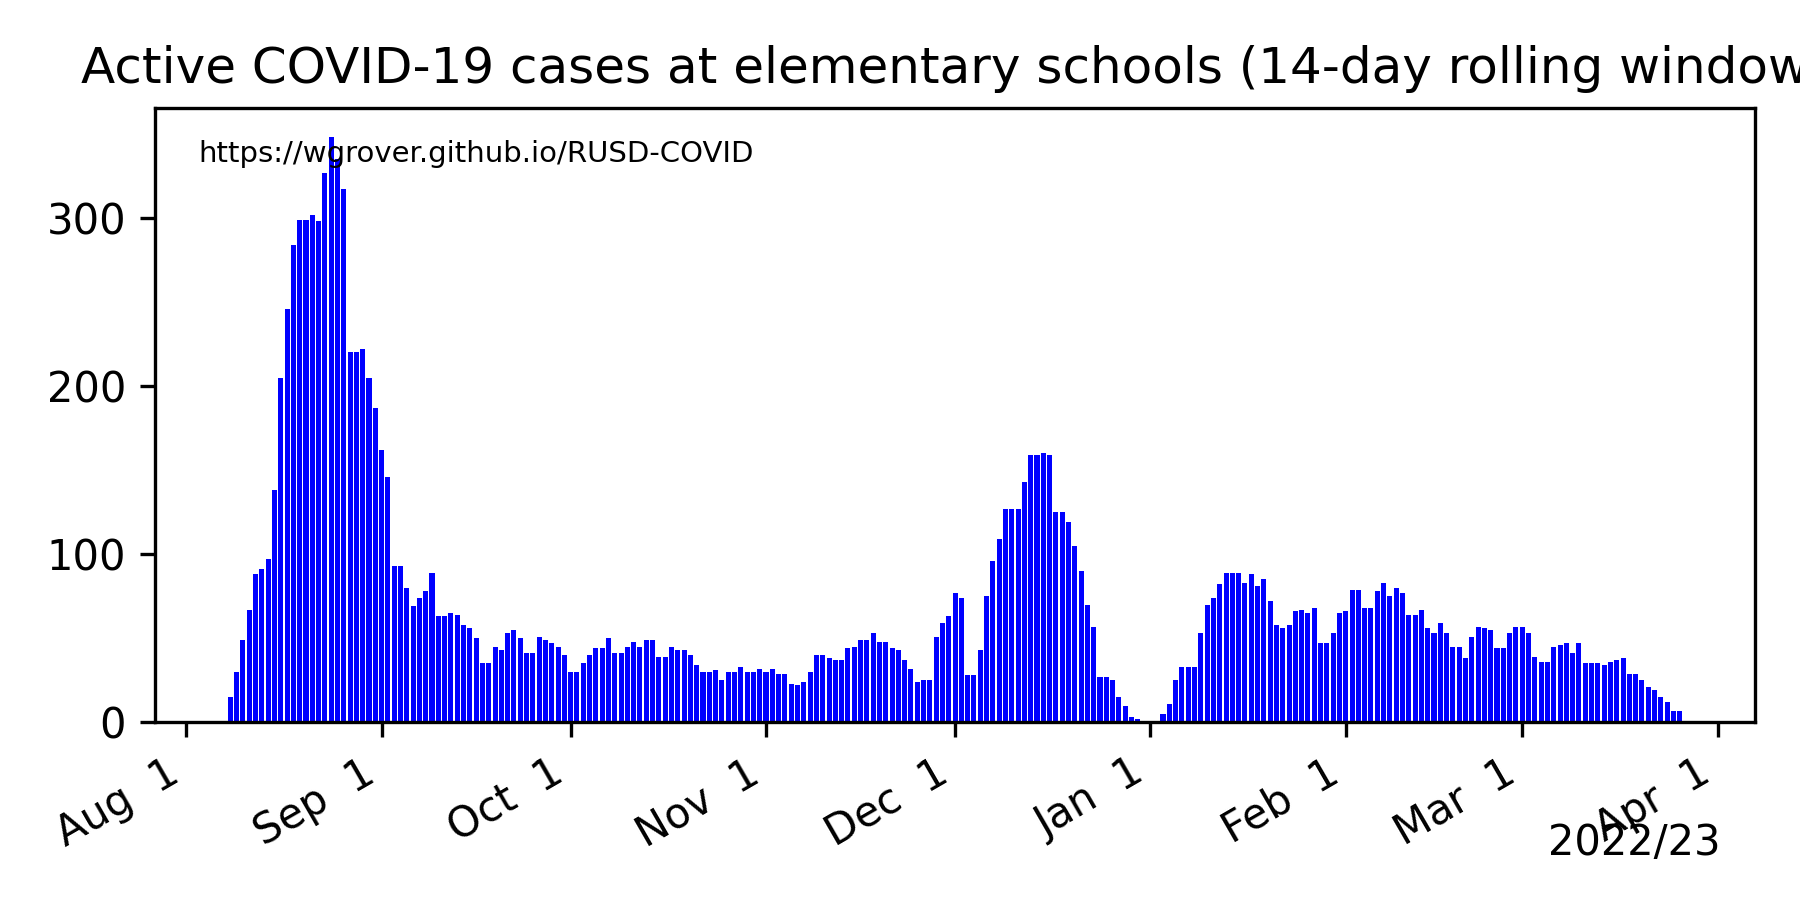 Active COVID-19 cases at elementary schools (14-day rolling window
https://wgrover.github.io/RUSD-COVID
300
200
100
0
Aug 1
Sep 1
Oct 1
Nov 1
Dec 1
Jan 1
Feb 1
Mar 1
Apr 1
2022/23